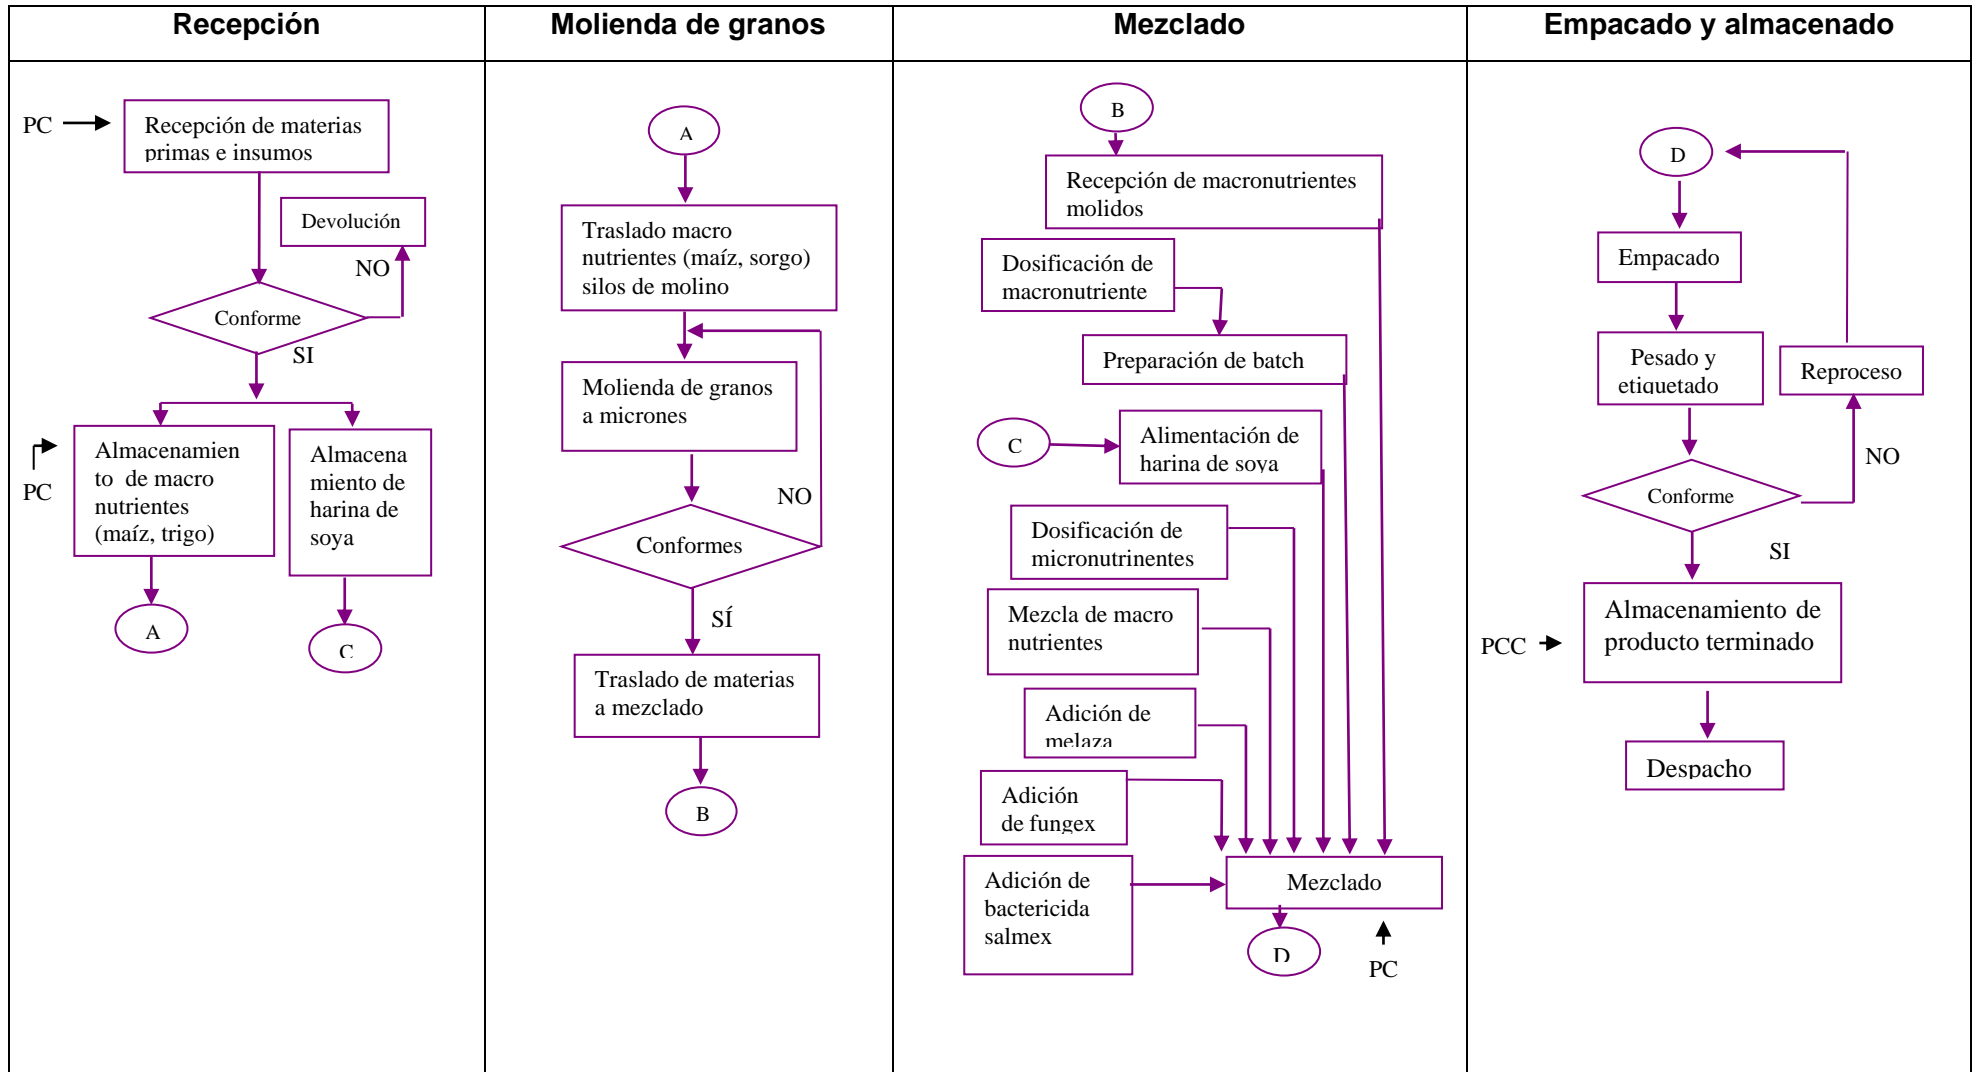 Recepción
Molienda de granos
Mezclado
Empacado y almacenado
PC
Recepción de materias
primas e insumos
Devolución
NO
Conforme
SI
PC
Almacenamien
to de macro
nutrientes
(maíz, trigo)
Almacena
miento de
harina de
soya
A
C
A
Traslado macro
nutrientes (maíz, sorgo)
silos de molino
Molienda de granos
a micrones
NO
Conformes
SÍ
Traslado de materias
a mezclado
B
B
Recepción de macronutrientes
molidos
Dosificación de
macronutriente
Preparación de batch
C
Alimentación de
harina de soya
Dosificación de
micronutrinentes
Mezcla de macro
nutrientes
Adición de
melaza
Adición
de fungex
Adición de
bactericida
salmex
Mezclado
D
PC
D
Empacado
Pesado y
etiquetado
Reproceso
NO
Conforme
SI
Almacenamiento de
producto terminado
PCC
Despacho